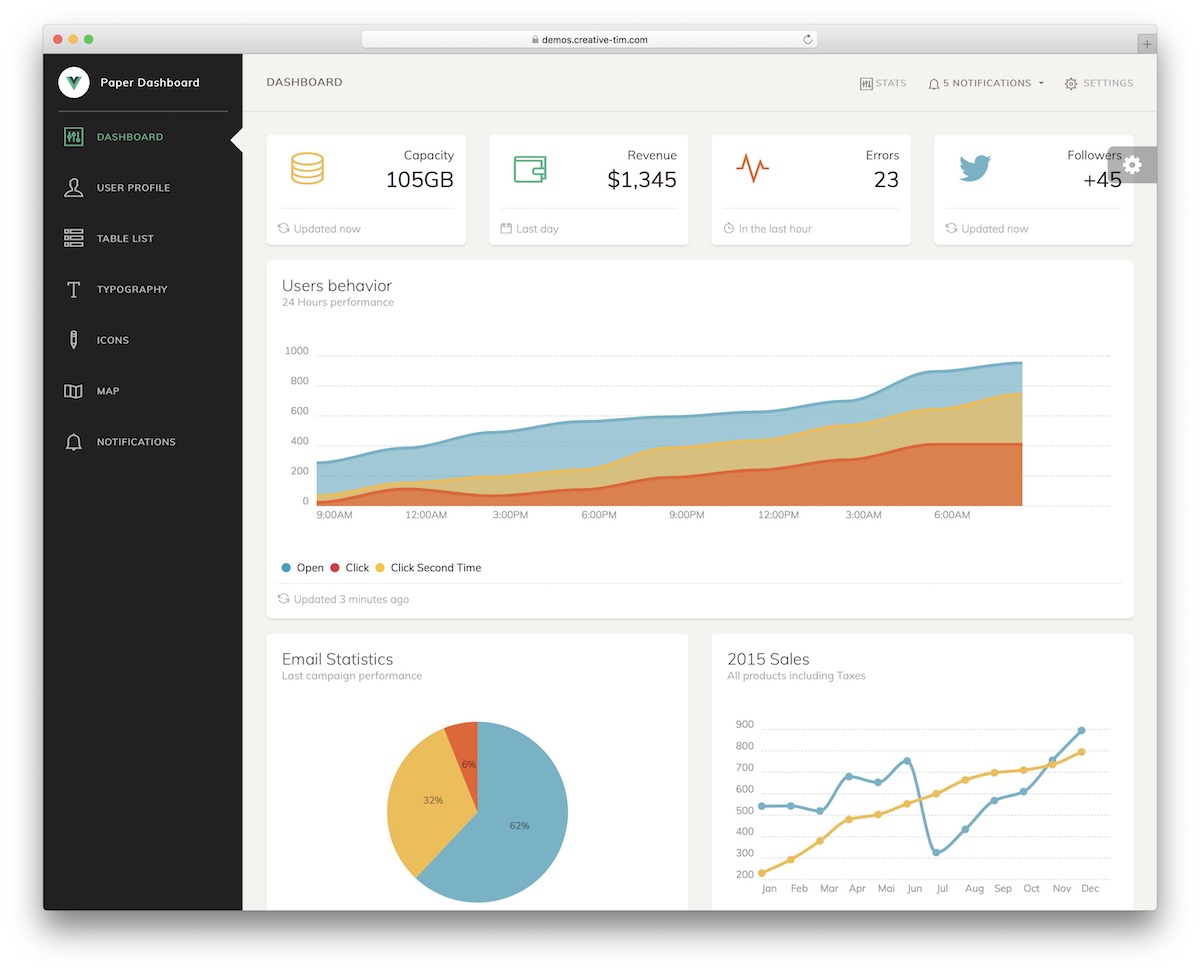 demos.creative-tim.com
Paper Dashboard
DASHBOARD
USER PROFILE
TABLE LIST
TYPOGRAPHY
ICONS
MAP
NOTIFICATIONS
DASHBOARD
STATS
5 NOTIFICATIONS
SETTINGS
Capacity
105GB
Updated now
Revenue
$1,345
Last day
Errors
23
In the last hour
Followers
+45
Updated now
Users behavior
24 Hours performance
1000
800
600
400
200
0
9:00AM 12:00AM 3:00PM 6:00PM 9:00PM 12:00PM 3:00AM 6:00AM
Open Click Click Second Time
Updated 3 minutes ago
Email Statistics
Last campaign performance
6%
32%
62%
2015 Sales
All products including Taxes
900
800
700
600
500
400
300
200
Jan Feb Mar Apr Mai Jun Jul Aug Sep Oct Nov Dec